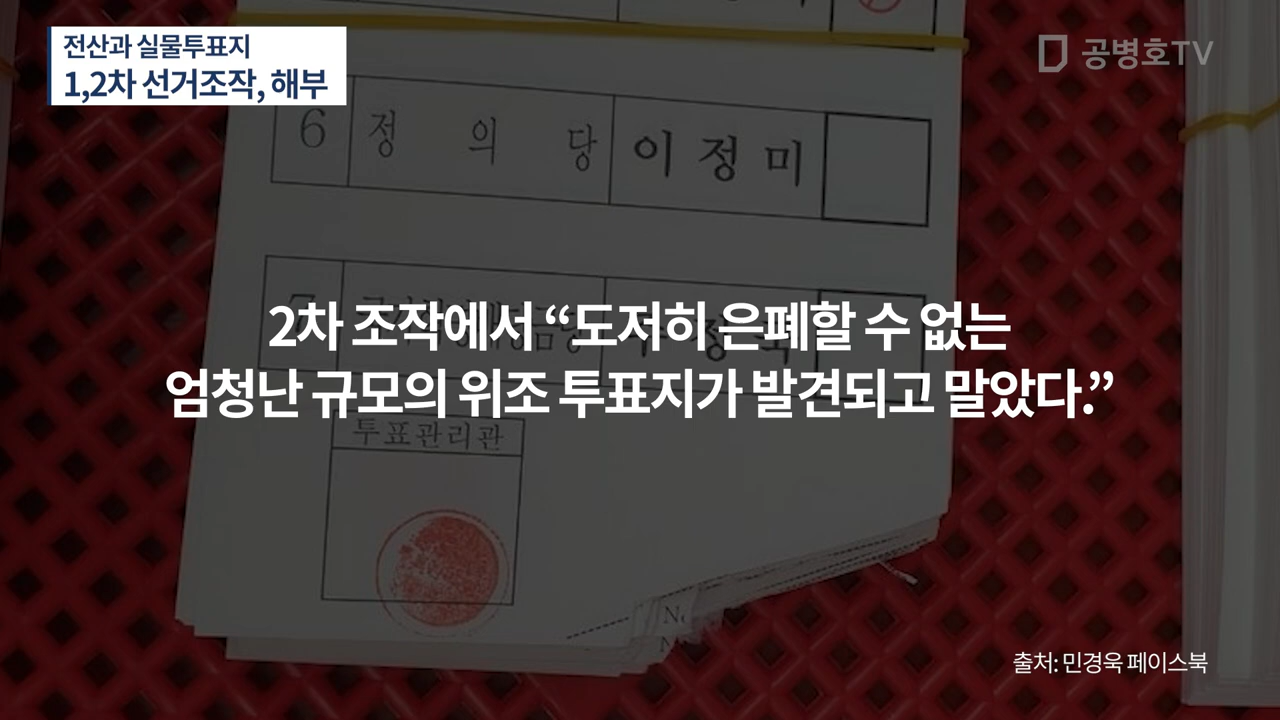 전산과 실물투표지
1,2차 선거조작, 해부
공병호TV
6 정 의 당 이 정 미
7
2차 조작에서 “도저히 은폐할 수 없는
엄청난 규모의 위조 투표지가 발견되고 말았다.”
투표관리관
No
출처: 민경욱 페이스북